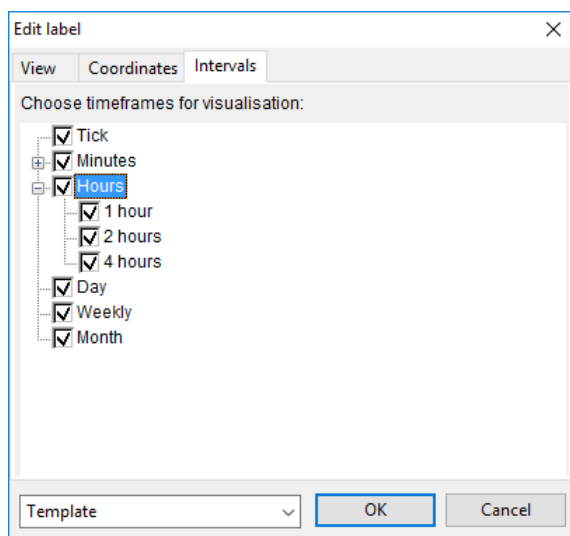 Edit label
View Coordinates Intervals
Choose timeframes for visualisation:
Tick
Minutes
Hours
1 hour
2 hours
4 hours
Day
Weekly
Month
Template OK Cancel